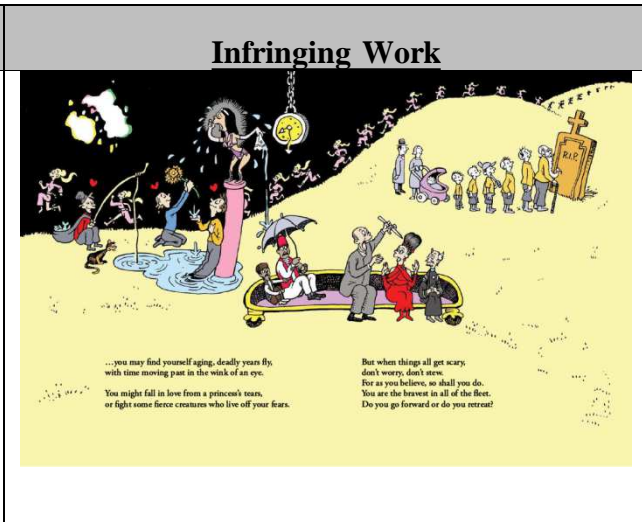 Infringing Work
R.I.P.
…you may find yourself aging, deadly years fly,
with time moving past in the wink of an eye.
You might fall in love from a princess's tears,
or fight some fierce creatures who live off your fears.
But when things all get scary,
don't worry, don't stew.
For as you believe, so shall you do.
You are the bravest in all of the fleet.
Do you go forward or do you retreat?